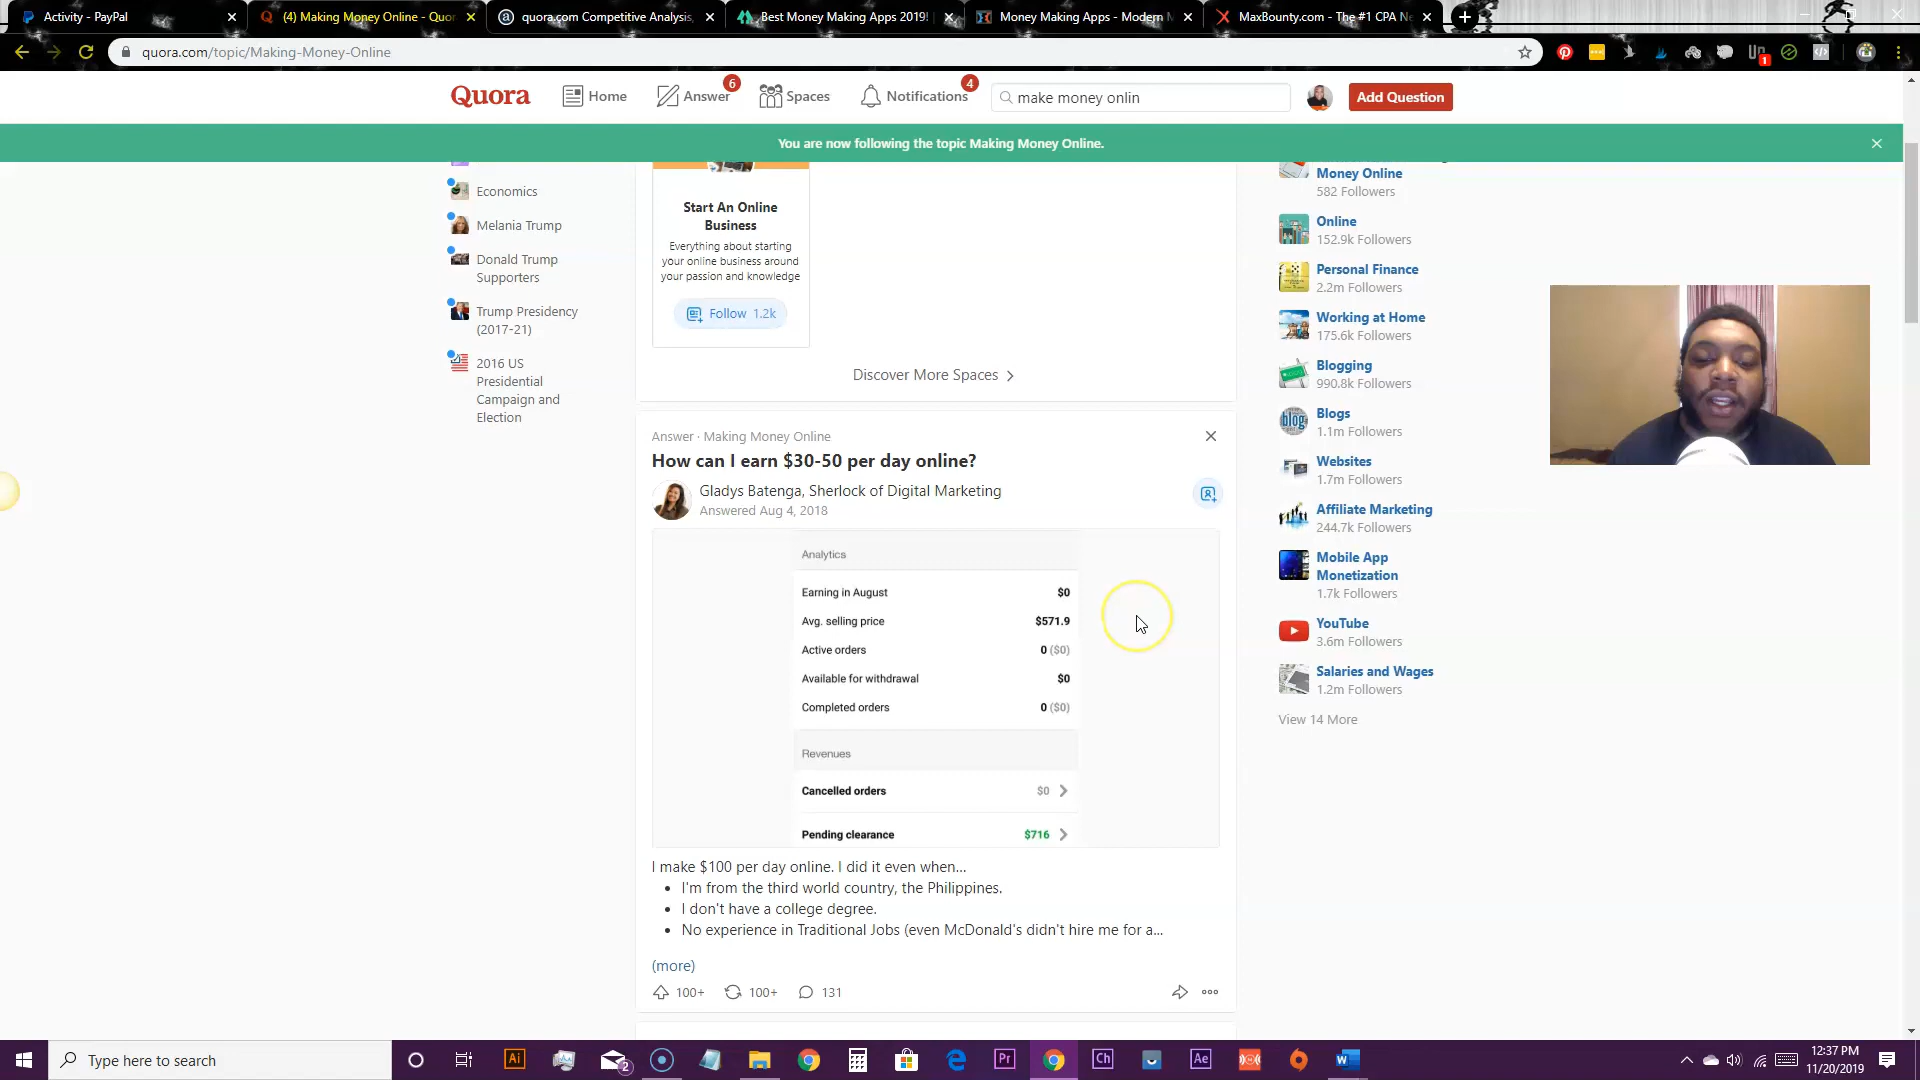 Activity - PayPal
(4) Making Money Online - Quor
quora.com Competitive Analysis,
Best Money Making Apps 2019!
Money Making Apps - Modern M
MaxBounty.com - The #1 CPA Ne
quora.com/topic/Making-Money-Online
Quora
Home
Answer
6
Spaces
Notifications
4
make money onlin
Add Question
You are now following the topic Making Money Online.
Economics
Melania Trump
Donald Trump
Supporters
Trump Presidency
(2017-21)
2016 US
Presidential
Campaign and
Election
Start An Online
Business
Everything about starting
your online business around
your passion and knowledge
Follow 1.2k
Discover More Spaces
Answer · Making Money Online
How can I earn $30-50 per day online?
Gladys Batenga, Sherlock of Digital Marketing
Answered Aug 4, 2018
Analytics
Earning in August $0
Avg. selling price $571.9
Active orders 0 ($0)
Available for withdrawal $0
Completed orders 0 ($0)
Revenues
Cancelled orders $0
Pending clearance $716
I make $100 per day online. I did it even when...
• I'm from the third world country, the Philippines.
• I don't have a college degree.
• No experience in Traditional Jobs (even McDonald's didn't hire me for a...
(more)
100+ 100+ 131
Money Online
582 Followers
Online
152.9k Followers
Personal Finance
2.2m Followers
Working at Home
175.6k Followers
Blogging
990.8k Followers
blog
Blogs
1.1m Followers
Websites
1.7m Followers
Affiliate Marketing
244.7k Followers
Mobile App
Monetization
1.7k Followers
YouTube
3.6m Followers
Salaries and Wages
1.2m Followers
View 14 More
Type here to search
Ai
2
Pr
Ch
Ae
12:37 PM
11/20/2019